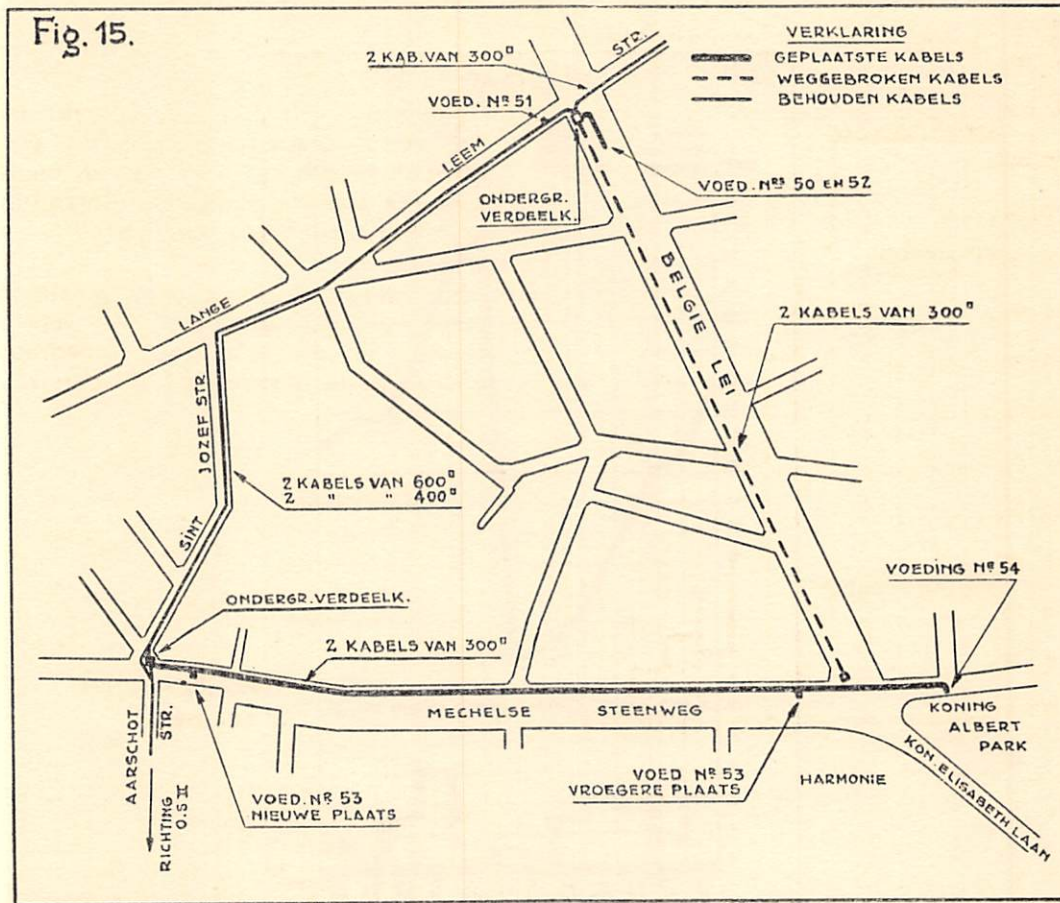 Fig. 15.
VERKLARING
GEPLAATSTE KABELS
WEGGEBROKEN KABELS
BEHOUDEN KABELS
2 KAB. VAN 300▫
STR.
VOED. Nº 51
LEEM
VOED. Nºˢ 50 EN 52
ONDERGR.
VERDEELK.
BELGIE LEI
LANGE
2 KABELS VAN 300▫
JOZEF STR.
2 KABELS VAN 600▫
2 " " 400▫
SINT
VOEDING Nº 54
ONDERGR. VERDEELK.
2 KABELS VAN 300▫
MECHELSE STEENWEG
KONING
ALBERT
PARK
AARSCHOT
STR.
KON. ELISABETH LAAN
HARMONIE
VOED Nº 53
VROEGERE PLAATS
VOED. Nº 53
NIEUWE PLAATS
RICHTING
O.S II